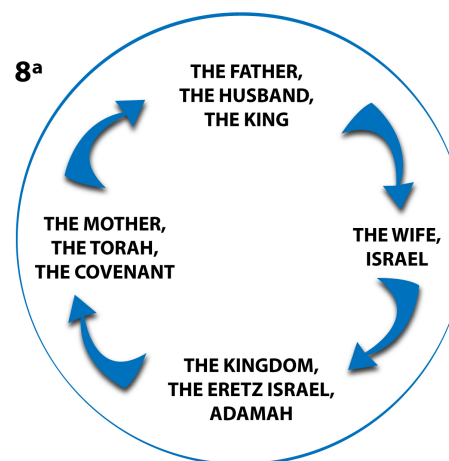 8ª
THE FATHER,
THE HUSBAND,
THE KING
THE WIFE,
ISRAEL
THE KINGDOM,
THE ERETZ ISRAEL,
ADAMAH
THE MOTHER,
THE TORAH,
THE COVENANT